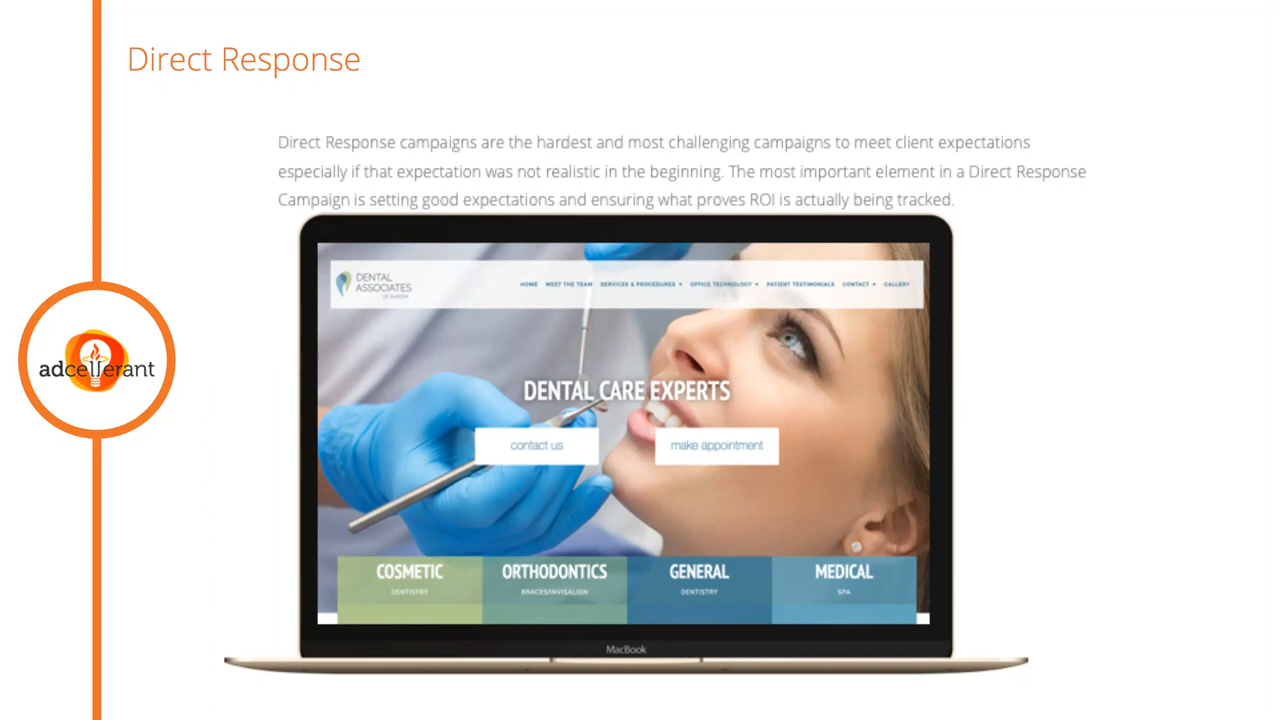 Direct Response
Direct Response campaigns are the hardest and most challenging campaigns to meet client expectations
especially if that expectation was not realistic in the beginning. The most important element in a Direct Response
Campaign is setting good expectations and ensuring what proves ROI is actually being tracked.
DENTAL
ASSOCIATES
OF AURORA
HOME MEET THE TEAM SERVICES & PROCEDURES OFFICE TECHNOLOGY PATIENT TESTIMONIALS CONTACT GALLERY
adcellerant
DENTAL CARE EXPERTS
contact us make appointment
COSMETIC ORTHODONTICS GENERAL MEDICAL
DENTISTRY BRACES/INVISALIGN DENTISTRY SPA
MacBook